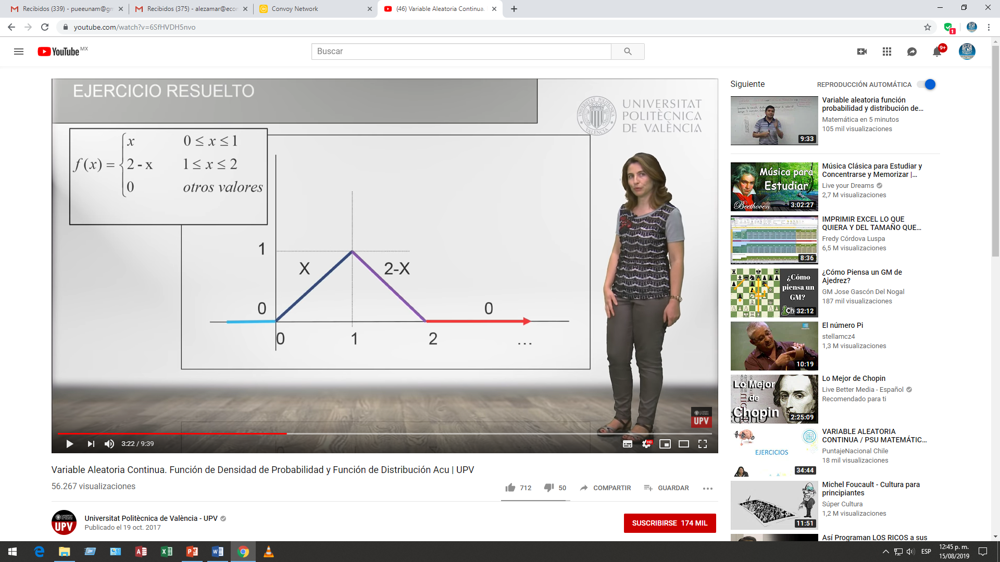 Recibidos (339) - pueeunam@gm
Recibidos (375) - alezamar@econ
Convoy Network
(46) Variable Aleatoria Continua.
youtube.com/watch?v=6SfHVDH5nvo
1
YouTube MX
Buscar
9+
EJERCICIO RESUELTO
UNIVERSITAT
POLITÈCNICA
DE VALÈNCIA
x 0 ≤ x ≤ 1
f(x) = 2 - x 1 ≤ x ≤ 2
0 otros valores
1
X
2-X
0
0
0
1
2
...
UPV
3:22 / 9:39
HD
Variable Aleatoria Continua. Función de Densidad de Probabilidad y Función de Distribución Acu | UPV
56.267 visualizaciones
712
50
COMPARTIR
GUARDAR
UPV
Universitat Politècnica de València - UPV
Publicado el 19 oct. 2017
SUSCRIBIRSE 174 MIL
Siguiente
REPRODUCCIÓN AUTOMÁTICA
9:33
Variable aleatoria función
probabilidad y distribución de...
Matemática en 5 minutos
105 mil visualizaciones
Música para
Estudiar
Beethoven
3:02:27
Música Clásica para Estudiar y
Concentrarse y Memorizar |...
Live your Dreams
2,7 M visualizaciones
8:36
IMPRIMIR EXCEL LO QUE
QUIERA Y DEL TAMAÑO QUE...
Fredy Córdova Luspa
6,5 M visualizaciones
¿Cómo
piensa un
GM?
32:12
¿Cómo Piensa un GM de
Ajedrez?
GM Jose Gascón Del Nogal
187 mil visualizaciones
10:19
El número Pi
stellamcz4
1,3 M visualizaciones
Lo Mejor
de
Chopin
2:25:09
Lo Mejor de Chopin
Live Better Media - Español
Recomendado para ti
EJERCICIOS
34:44
VARIABLE ALEATORIA
CONTINUA / PSU MATEMÁTIC...
PuntajeNacional Chile
18 mil visualizaciones
11:51
Michel Foucault - Cultura para
principiantes
Súper Cultura
1,2 M visualizaciones
Así Programan LOS RICOS a sus
ESP
12:45 p. m.
15/08/2019